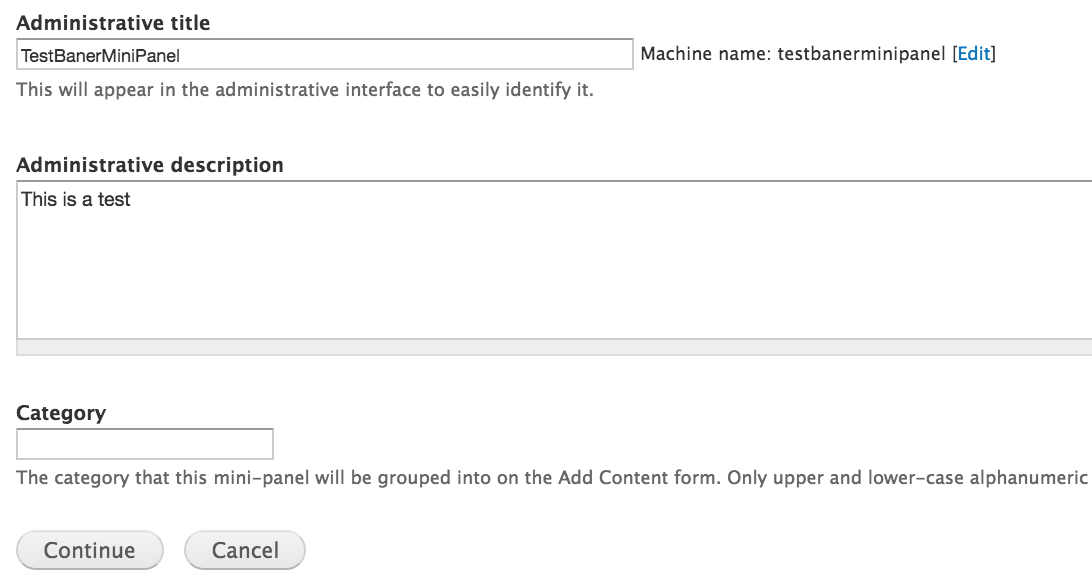 Administrative title
TestBanerMiniPanel Machine name: testbanerminipanel [Edit]
This will appear in the administrative interface to easily identify it.
Administrative description
This is a test
Category
The category that this mini-panel will be grouped into on the Add Content form. Only upper and lower-case alphanumeric
Continue Cancel